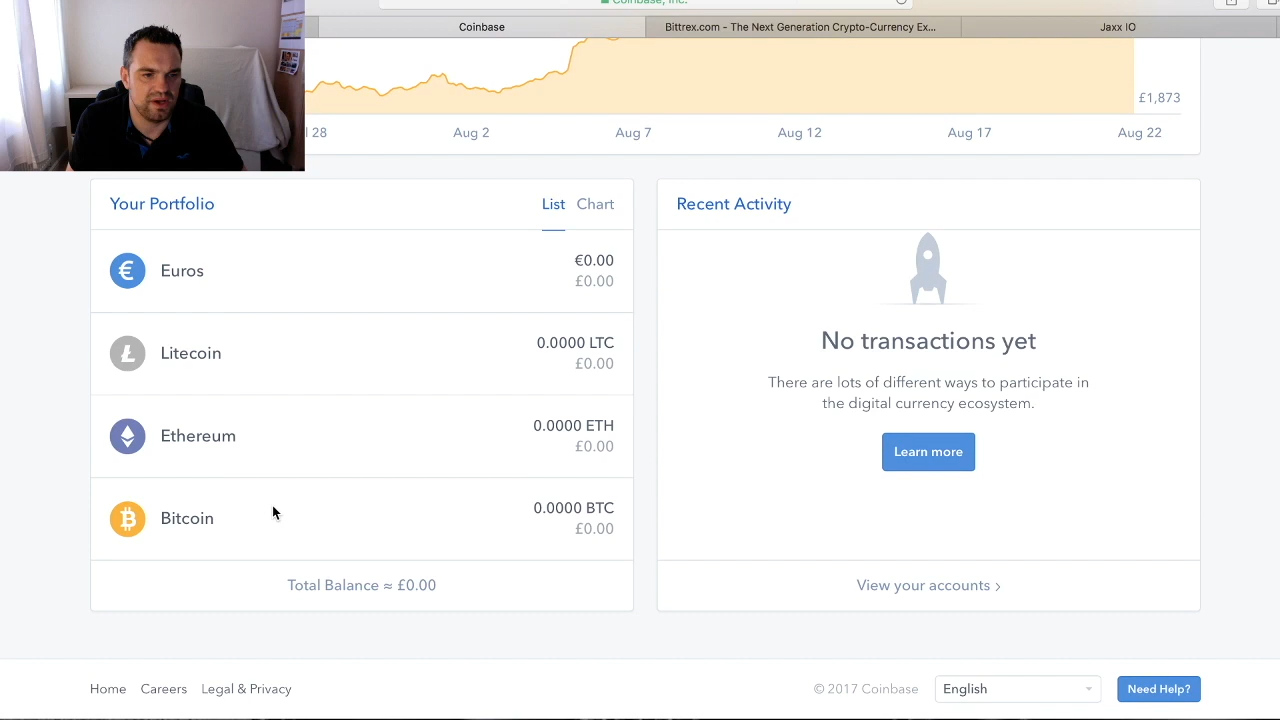 Coinbase, Inc.
Coinbase
Bittrex.com - The Next Generation Crypto-Currency Ex...
Jaxx IO
£1,873
28
Aug 2
Aug 7
Aug 12
Aug 17
Aug 22
Your Portfolio
List
Chart
Euros
€0.00
£0.00
Litecoin
0.0000 LTC
£0.00
Ethereum
0.0000 ETH
£0.00
Bitcoin
0.0000 BTC
£0.00
Total Balance ≈ £0.00
Recent Activity
No transactions yet
There are lots of different ways to participate in
the digital currency ecosystem.
Learn more
View your accounts ›
Home
Careers
Legal & Privacy
© 2017 Coinbase
English
Need Help?